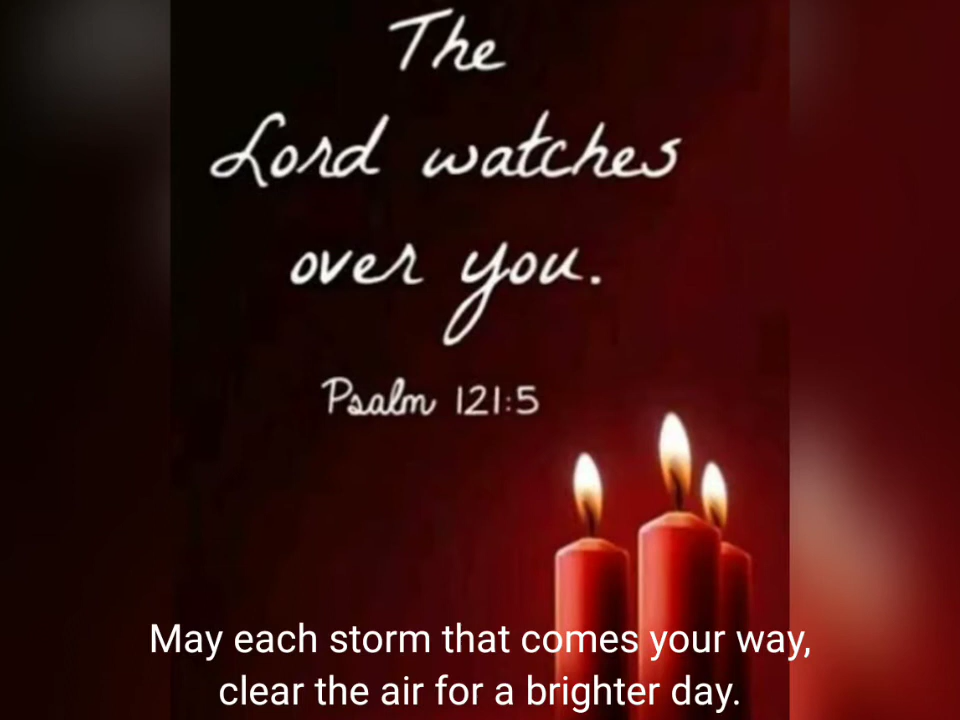 The
Lord watches
over you.
Psalm 121:5
May each storm that comes your way,
clear the air for a brighter day.